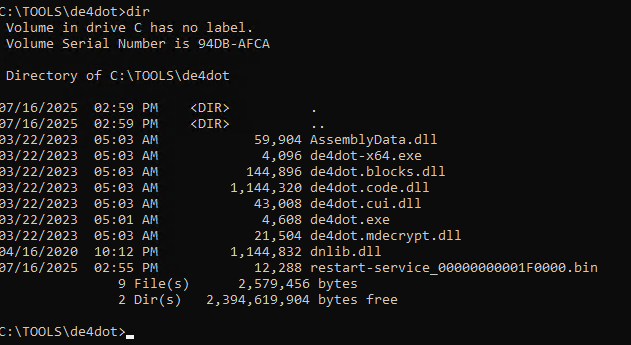 C:\TOOLS\de4dot>dir
 Volume in drive C has no label.
 Volume Serial Number is 94DB-AFCA

 Directory of C:\TOOLS\de4dot

07/16/2025  02:59 PM    <DIR>          .
07/16/2025  02:59 PM    <DIR>          ..
03/22/2023  05:03 AM            59,904 AssemblyData.dll
03/22/2023  05:03 AM             4,096 de4dot-x64.exe
03/22/2023  05:03 AM           144,896 de4dot.blocks.dll
03/22/2023  05:03 AM         1,144,320 de4dot.code.dll
03/22/2023  05:03 AM            43,008 de4dot.cui.dll
03/22/2023  05:01 AM             4,608 de4dot.exe
03/22/2023  05:03 AM            21,504 de4dot.mdecrypt.dll
04/16/2020  10:12 PM         1,144,832 dnlib.dll
07/16/2025  02:55 PM            12,288 restart-service_00000000001F0000.bin
               9 File(s)      2,579,456 bytes
               2 Dir(s)   2,394,619,904 bytes free

C:\TOOLS\de4dot>